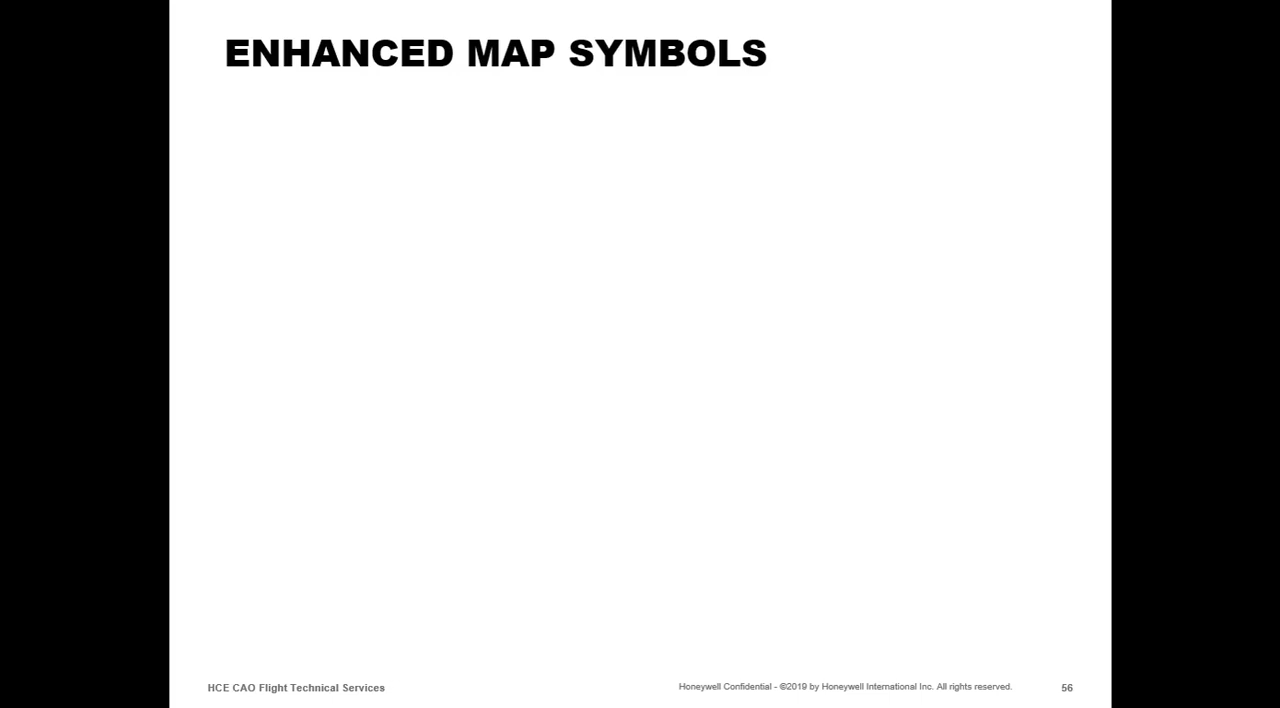 ENHANCED MAP SYMBOLS
HCE CAO Flight Technical Services
Honeywell Confidential - ©2019 by Honeywell International Inc. All rights reserved.
56